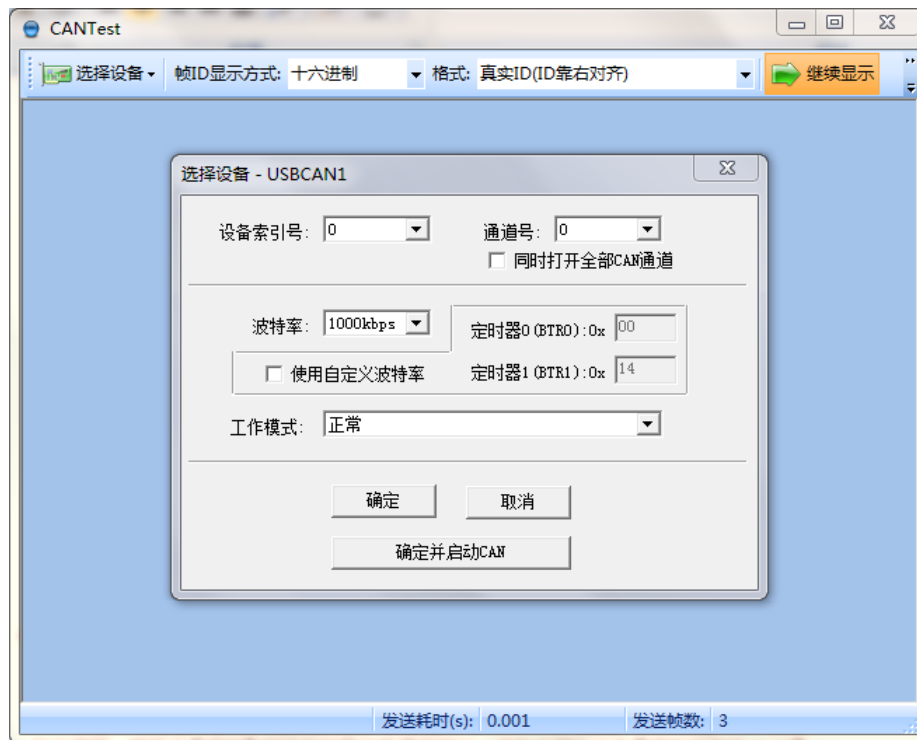 CANTest
选择设备 帧ID显示方式: 十六进制 格式: 真实ID(ID靠右对齐) 继续显示
选择设备 - USBCAN1
设备索引号: 0 通道号: 0
同时打开全部CAN通道
波特率: 1000kbps 定时器0(BTR0):0x 00
使用自定义波特率 定时器1(BTR1):0x 14
工作模式: 正常
确定 取消
确定并启动CAN
发送耗时(s): 0.001 发送帧数: 3